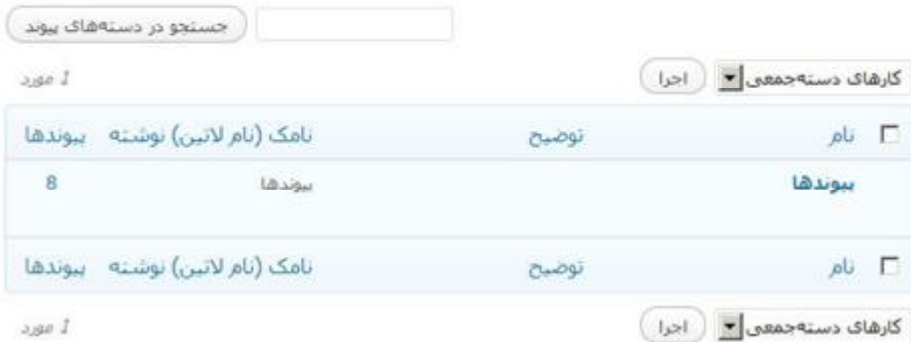 جستجو در دسته‌های پیوند
کارهای دسته‌جمعی اجرا 1 مورد
نام توضیح نامک (نام لاتین) نوشته پیوندها
پیوندها پیوندها 8
نام توضیح نامک (نام لاتین) نوشته پیوندها
کارهای دسته‌جمعی اجرا 1 مورد